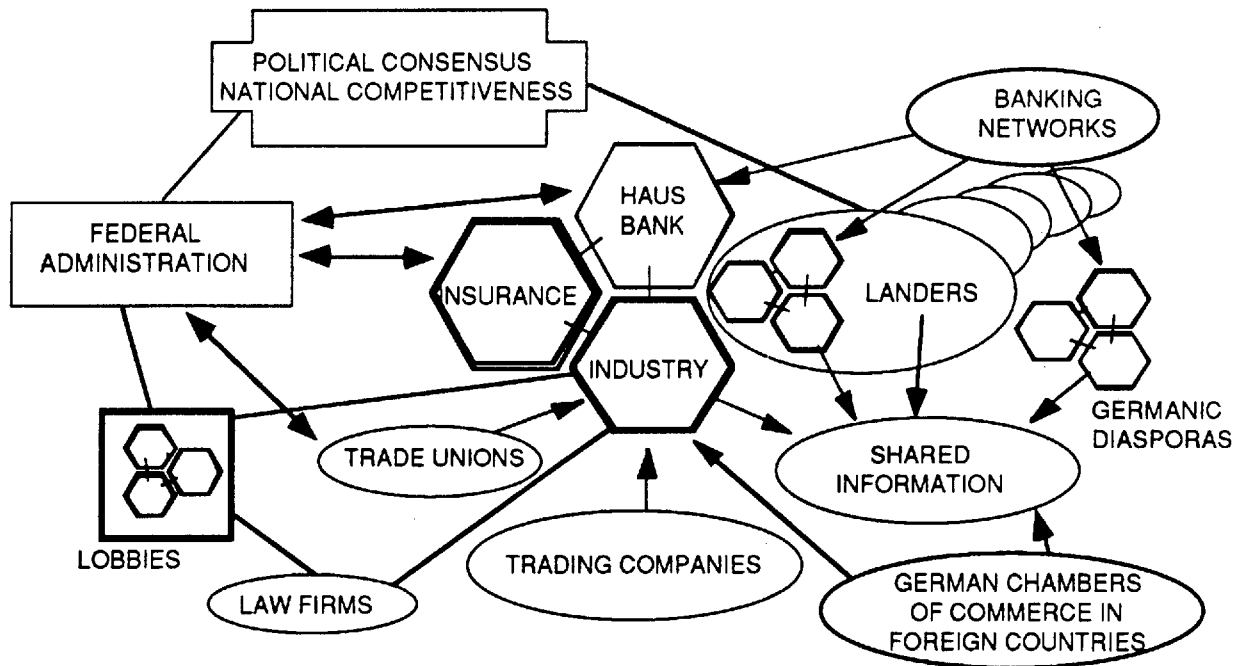 POLITICAL CONSENSUS
NATIONAL COMPETITIVENESS
BANKING
NETWORKS
HAUS
BANK
FEDERAL
ADMINISTRATION
NSURANCE
LANDERS
INDUSTRY
GERMANIC
DIASPORAS
TRADE UNIONS
SHARED
INFORMATION
LOBBIES
TRADING COMPANIES
LAW FIRMS
GERMAN CHAMBERS
OF COMMERCE IN
FOREIGN COUNTRIES